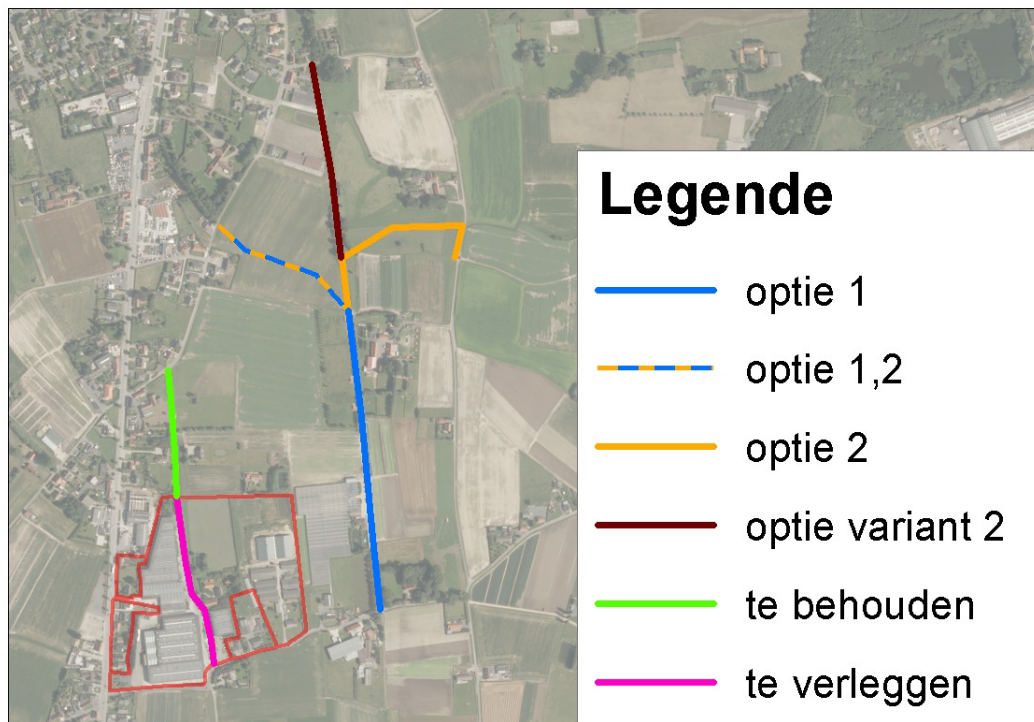 Legende
optie 1
optie 1,2
optie 2
optie variant 2
te behouden
te verleggen